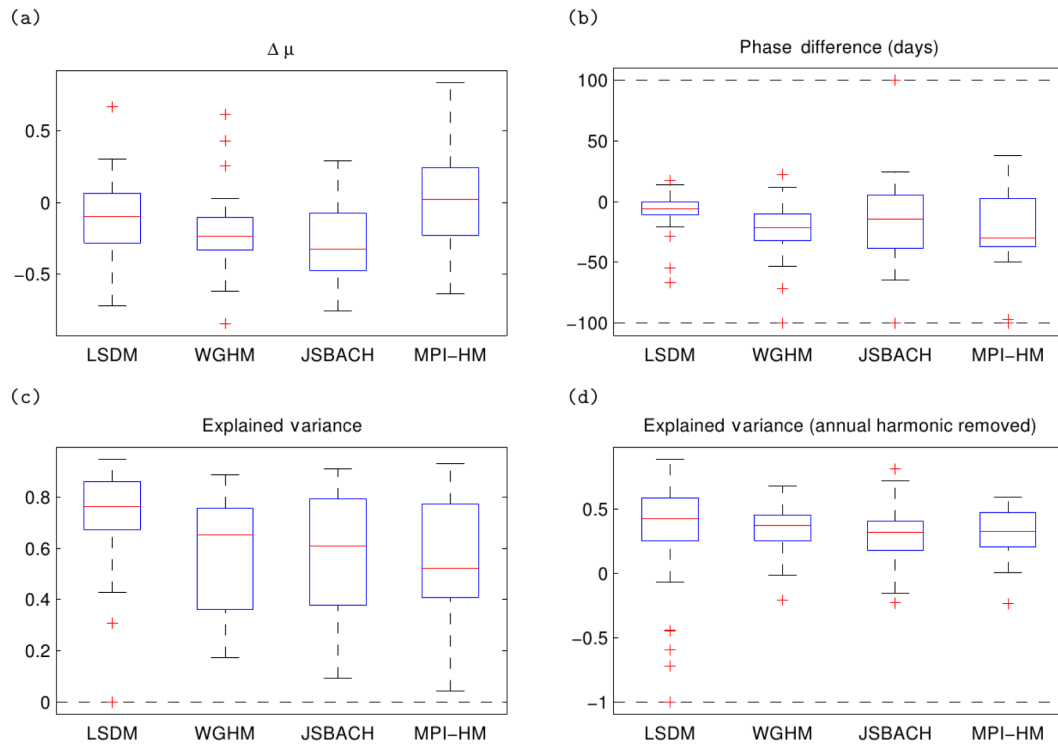 (a)
Δ μ
0.5
0
−0.5
LSDM WGHM JSBACH MPI−HM
(b)
Phase difference (days)
100
50
0
−50
−100
LSDM WGHM JSBACH MPI−HM
(c)
Explained variance
0.8
0.6
0.4
0.2
0
LSDM WGHM JSBACH MPI−HM
(d)
Explained variance (annual harmonic removed)
0.5
0
−0.5
−1
LSDM WGHM JSBACH MPI−HM